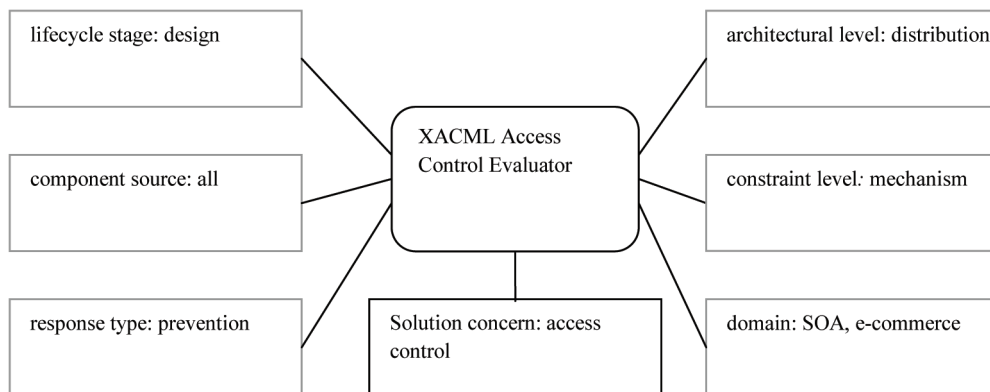 lifecycle stage: design
architectural level: distribution
XACML Access
Control Evaluator
component source: all
constraint level: mechanism
response type: prevention
Solution concern: access
control
domain: SOA, e-commerce